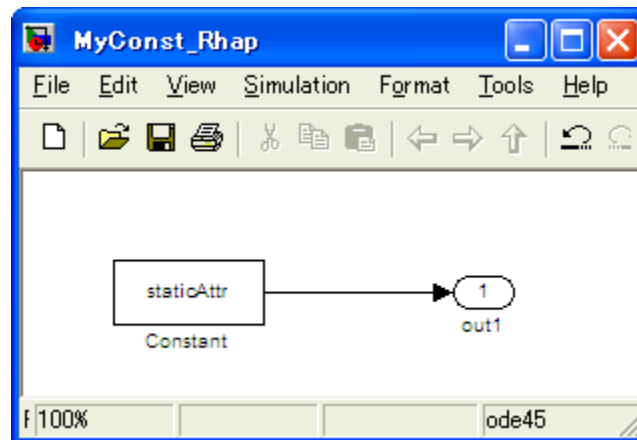 MyConst_Rhap
File Edit View Simulation Format Tools Help
staticAttr
1
Constant
out1
F 100% ode45